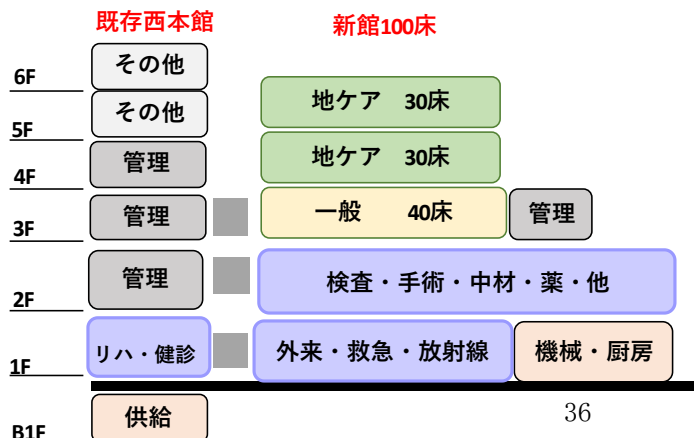 既存西本館 新館100床
6F その他
5F その他 地ケア 30床
4F 管理 地ケア 30床
3F 管理 一般 40床 管理
2F 管理 検査・手術・中材・薬・他
1F リハ・健診 外来・救急・放射線 機械・厨房
B1F 供給
36